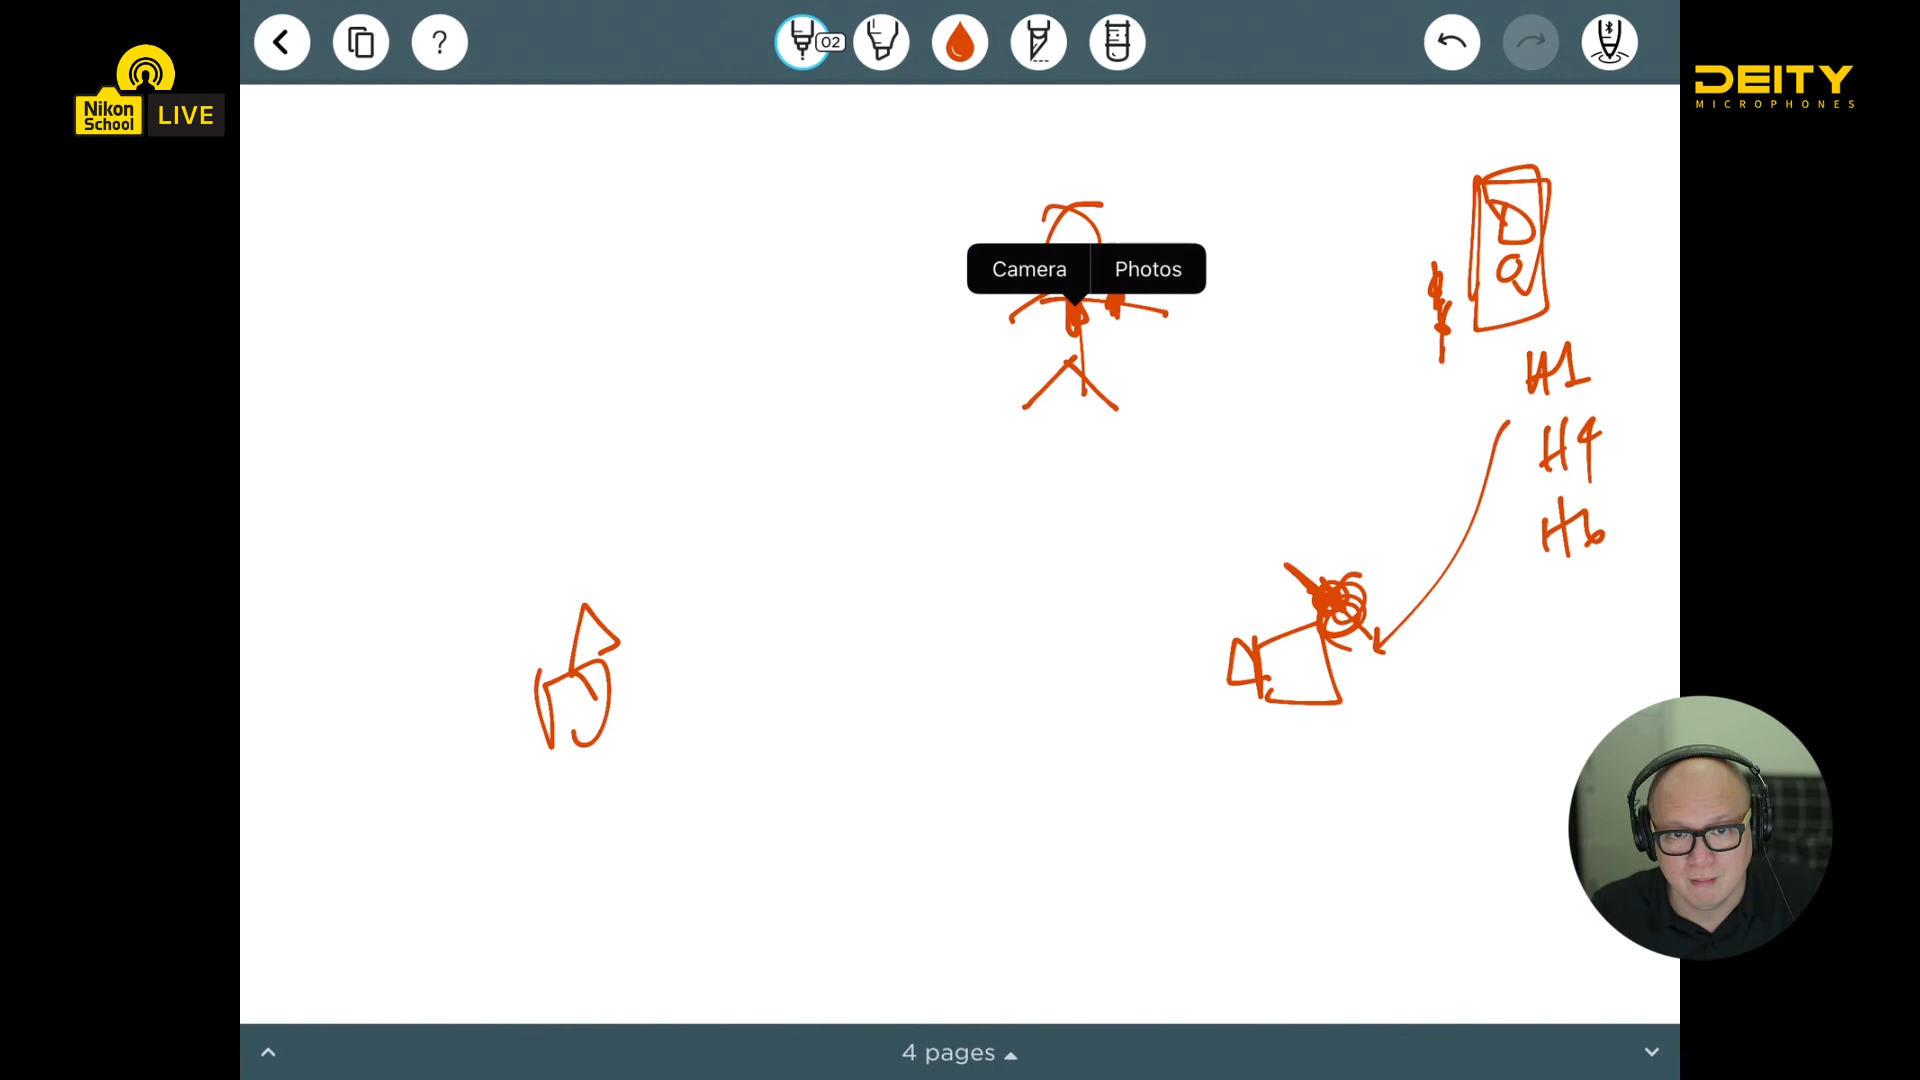 Nikon
School
LIVE
?
02
DEITY
MICROPHONES
Camera
Photos
H1
H4
H6
4 pages